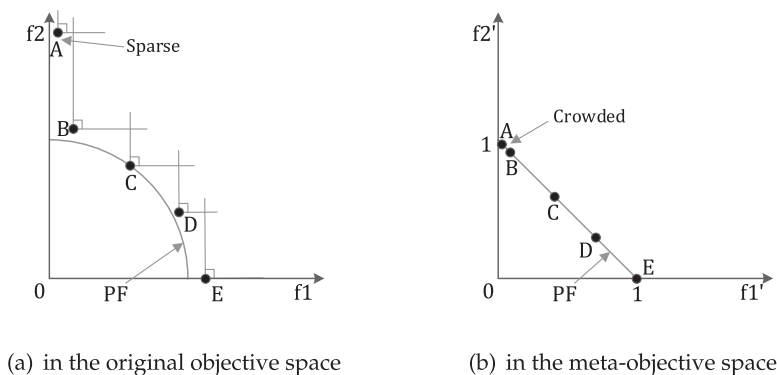 f2
A
Sparse
B
C
D
0
PF
E
f1
(a) in the original objective space
f2'
A
Crowded
1
B
C
D
E
0
PF
1
f1'
(b) in the meta-objective space